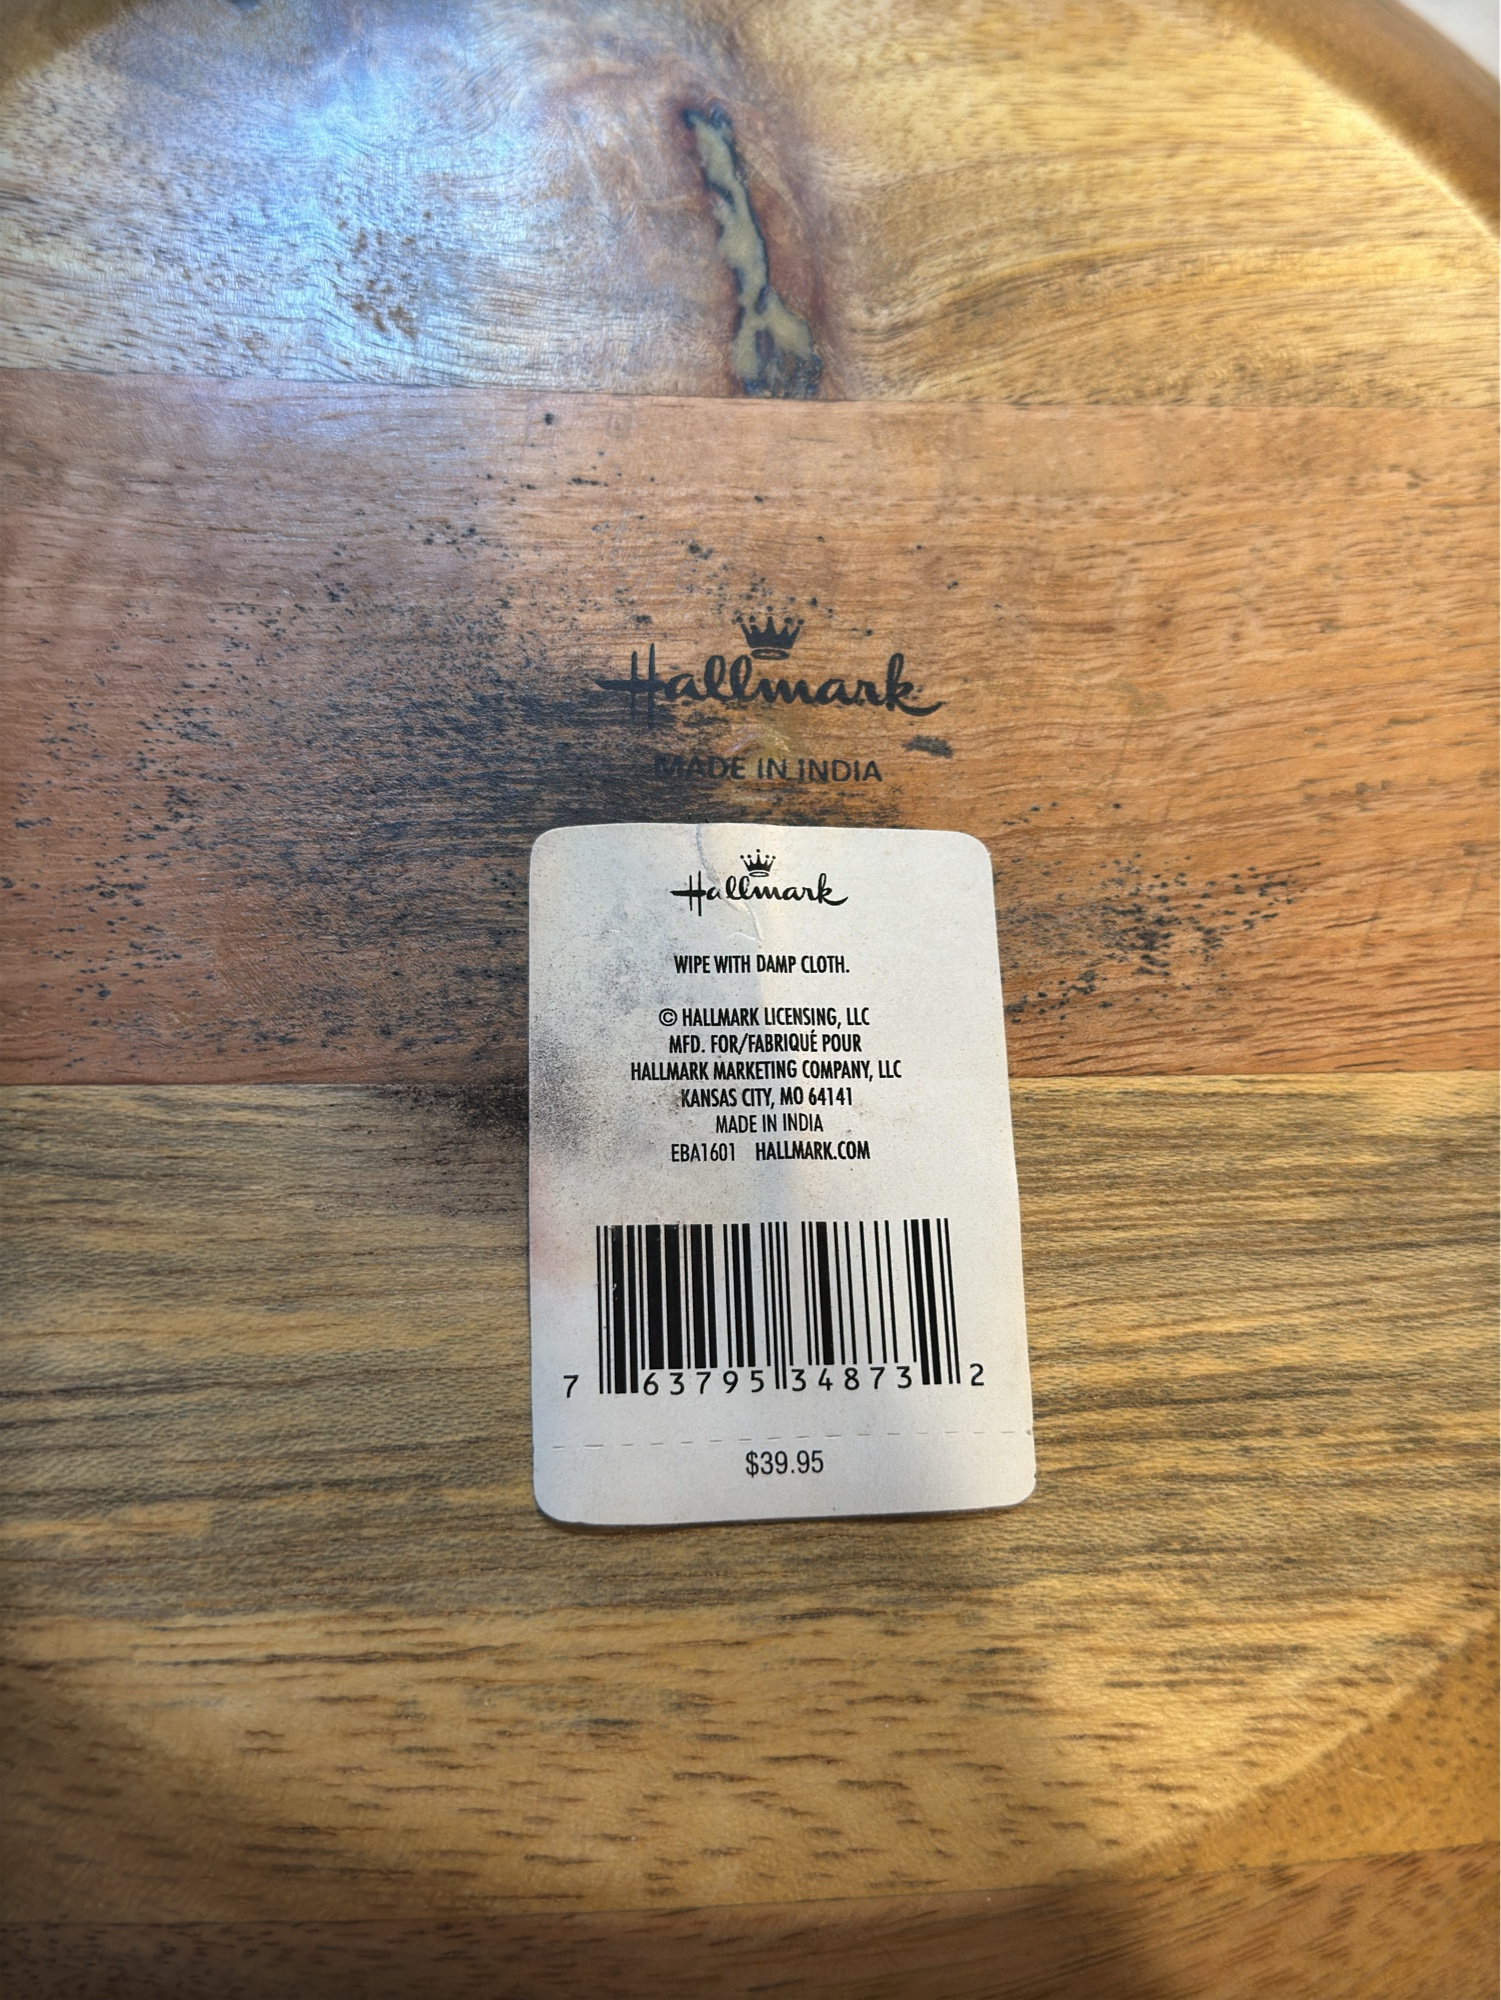 Hallmark
MADE IN INDIA
Hallmark
WIPE WITH DAMP CLOTH.
© HALLMARK LICENSING, LLC
MFD. FOR/FABRIQUÉ POUR
HALLMARK MARKETING COMPANY, LLC
KANSAS CITY, MO 64141
MADE IN INDIA
EBA1601 HALLMARK.COM
7 63795 34873 2
$39.95